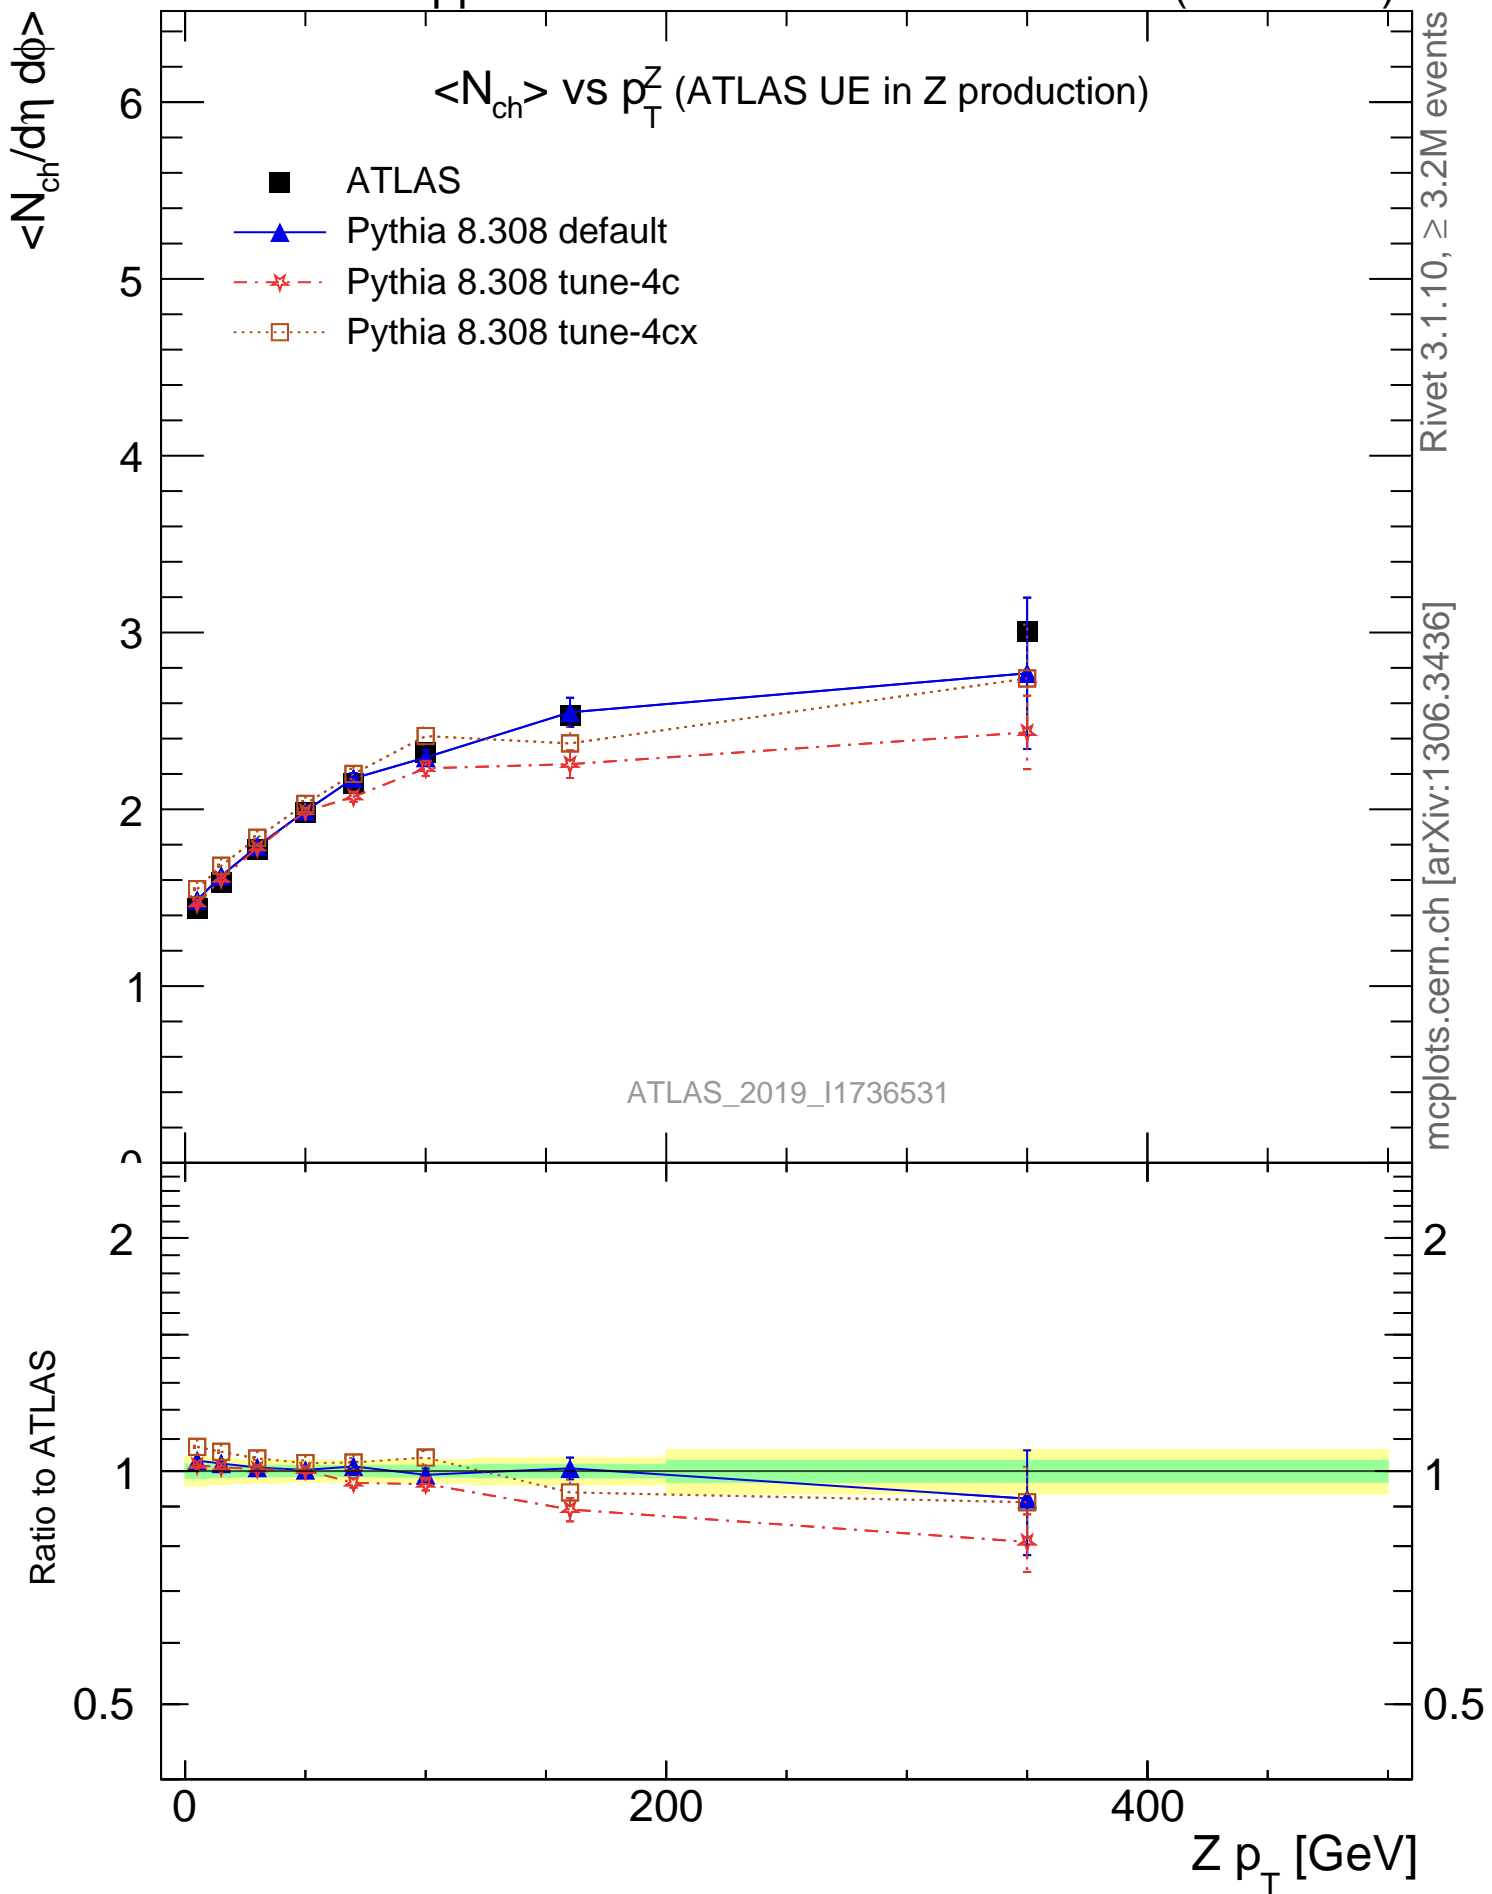 <N_ch/dη dϕ>
<N_ch> vs p_T^Z (ATLAS UE in Z production)
ATLAS
Pythia 8.308 default
Pythia 8.308 tune-4c
Pythia 8.308 tune-4cx
6
5
4
3
2
1
0
ATLAS_2019_I1736531
Rivet 3.1.10, ≥ 3.2M events
mcplots.cern.ch [arXiv:1306.3436]
Ratio to ATLAS
2
1
0.5
2
1
0.5
0
200
400
Z p_T [GeV]